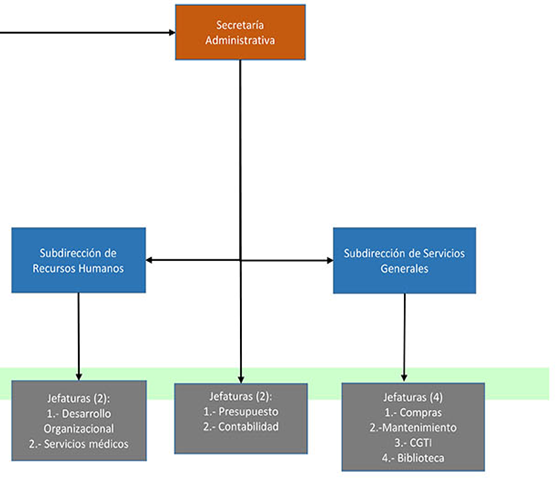 Secretaría
Administrativa
Subdirección de
Recursos Humanos
Subdirección de Servicios
Generales
Jefaturas (2):
1.- Desarrollo
Organizacional
2.- Servicios médicos
Jefaturas (2):
1.- Presupuesto
2.- Contabilidad
Jefaturas (4)
1.- Compras
2.-Mantenimiento
3.- CGTI
4.- Biblioteca